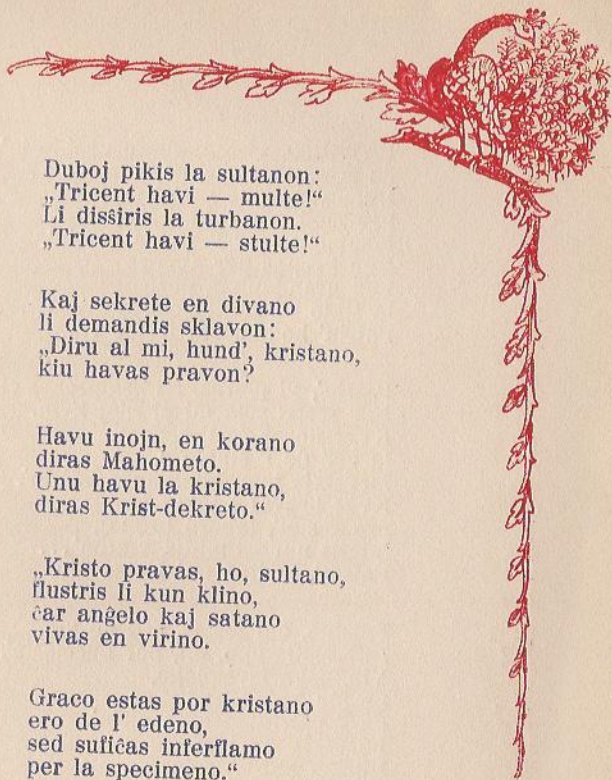 Duboj pikis la sultanon:
„Tricent havi — multe!“
Li disŝiris la turbanon.
„Tricent havi — stulte!“

Kaj sekrete en divano
li demandis sklavon:
„Diru al mi, hund', kristano,
kiu havas pravon?

Havu inojn, en korano
diras Mahometo.
Unu havu la kristano,
diras Krist-dekreto.“

„Kristo pravas, ho, sultano,
flustris li kun klino,
ĉar anĝelo kaj satano
vivas en virino.

Graco estas por kristano
ero de l' edeno,
sed sufiĉas inferflamo
per la specimeno.“